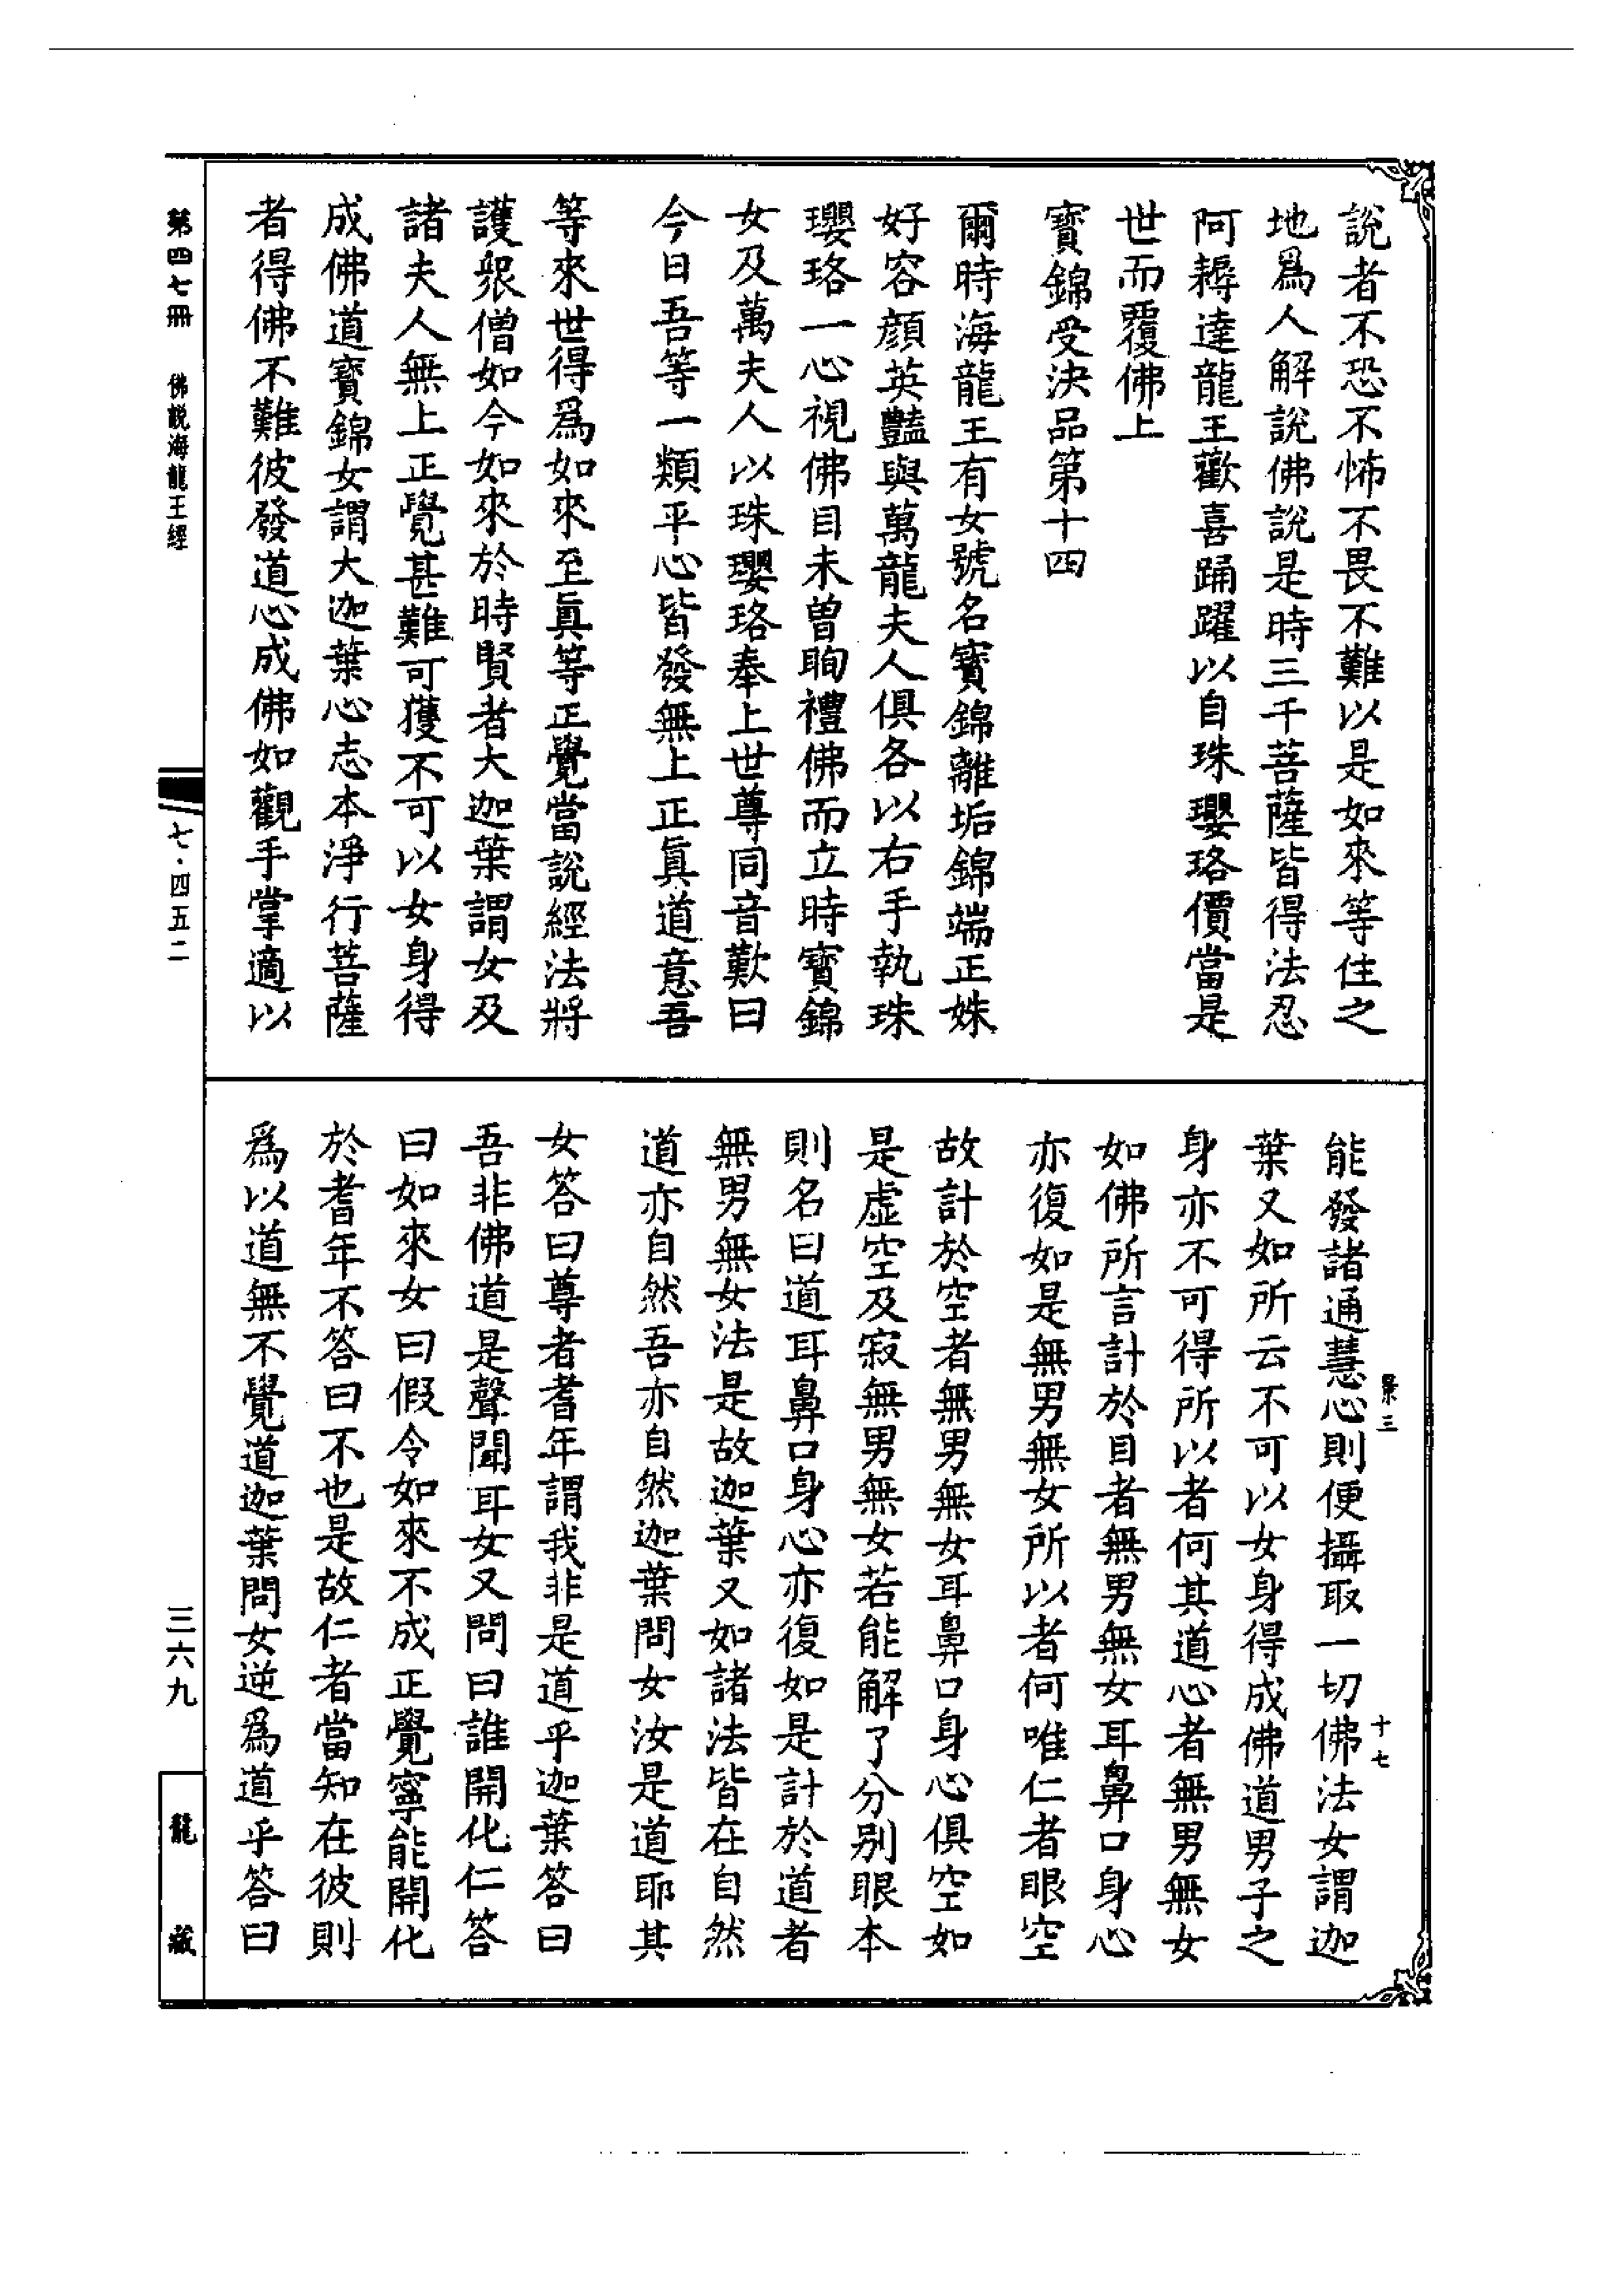 說者不恐不怖不畏不難以是如來等住之
地爲人解說佛說是時三千菩薩皆得法忍
阿耨達龍王歡喜踊躍以自珠瓔珞價當是
世而覆佛上
寶錦受決品第十四
爾時海龍王有女號名寶錦離垢錦端正姝
好容顏英豔與萬龍夫人俱各以右手執珠
瓔珞一心視佛目未曾眴禮佛而立時寶錦
女及萬夫人以珠瓔珞奉上世尊同音歎曰
今日吾等一類平心皆發無上正眞道意吾
等來世得爲如來至眞等正覺當說經法將
護衆僧如今如來於時賢者大迦葉謂女及
諸夫人無上正覺甚難可獲不可以女身得
成佛道寶錦女謂大迦葉心志本淨行菩薩
者得佛不難彼發道心成佛如觀手掌適以
能發諸通慧心則便攝取一切佛法女謂迦
葉又如所云不可以女身得成佛道男子之
身亦不可得所以者何其道心者無男無女
如佛所言計於目者無男無女耳鼻口身心
亦復如是無男無女所以者何唯仁者眼空
故計於空者無男無女耳鼻口身心俱空如
是虛空及寂無男無女若能解了分別眼本
則名曰道耳鼻口身心亦復如是計於道者
無男無女法是故迦葉又如諸法皆在自然
道亦自然吾亦自然迦葉問女汝是道耶其
女答曰尊者耆年謂我非是道乎迦葉答曰
吾非佛道是聲聞耳女又問曰誰開化仁答
曰如來女曰假令如來不成正覺寧能開化
於耆年不答曰不也是故仁者當知在彼則
爲以道無不覺道迦葉問女逆爲道乎答曰
景三
十七
第四七冊 佛說海龍王經
七·四五二
三六九
龍藏